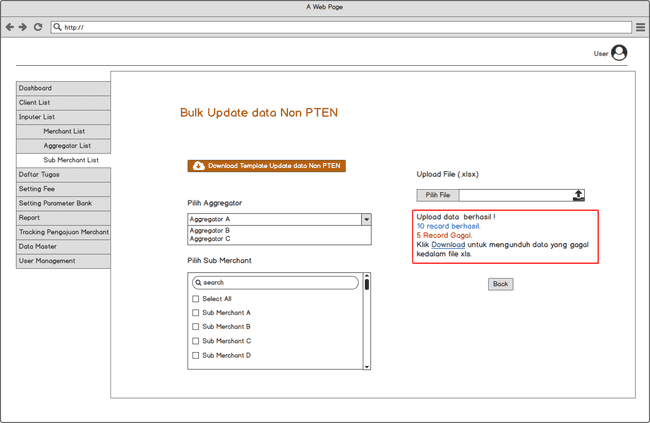 A Web Page
http://
User
Dashboard
Client List
Inputer List
Merchant List
Aggregator List
Sub Merchant List
Daftar Tugas
Setting Fee
Setting Parameter Bank
Report
Tracking Pengajuan Merchant
Data Master
User Management
Bulk Update data Non PTEN
Download Template Update data Non PTEN
Pilih Aggregator
Aggregator A
Aggregator B
Aggregator C
Pilih Sub Merchant
search
Select All
Sub Merchant A
Sub Merchant B
Sub Merchant C
Sub Merchant D
Upload File (.xlsx)
Pilih File
Upload data berhasil !
10 record berhasil.
5 Record Gagal.
Klik Download untuk mengunduh data yang gagal
kedalam file xls.
Back